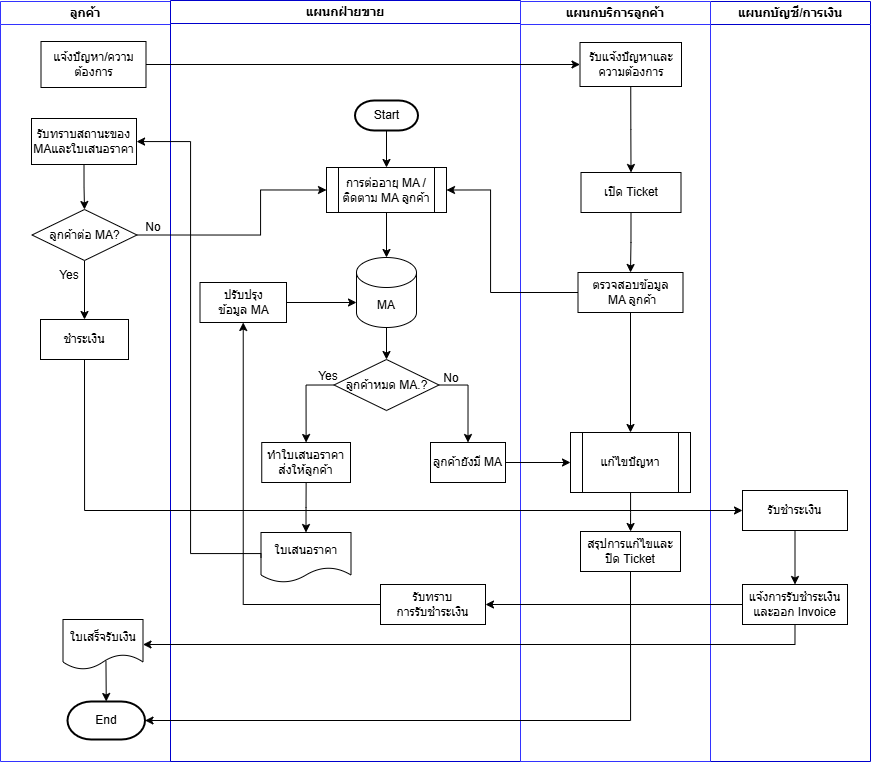 ลูกค้า
แผนกฝ่ายขาย
แผนกบริการลูกค้า
แผนกบัญชี/การเงิน
แจ้งปัญหา/ความ
ต้องการ
รับแจ้งปัญหาและ
ความต้องการ
Start
รับทราบสถานะของ
MAและใบเสนอราคา
การต่ออายุ MA /
ติดตาม MA ลูกค้า
เปิด Ticket
ลูกค้าต่อ MA?
No
Yes
ตรวจสอบข้อมูล
MA ลูกค้า
ปรับปรุง
ข้อมูล MA
MA
ชำระเงิน
ลูกค้าหมด MA.?
Yes
No
ทำใบเสนอราคา
ส่งให้ลูกค้า
ลูกค้ายังมี MA
แก้ไขปัญหา
รับชำระเงิน
ใบเสนอราคา
สรุปการแก้ไขและ
ปิด Ticket
รับทราบ
การรับชำระเงิน
แจ้งการรับชำระเงิน
และออก Invoice
ใบเสร็จรับเงิน
End